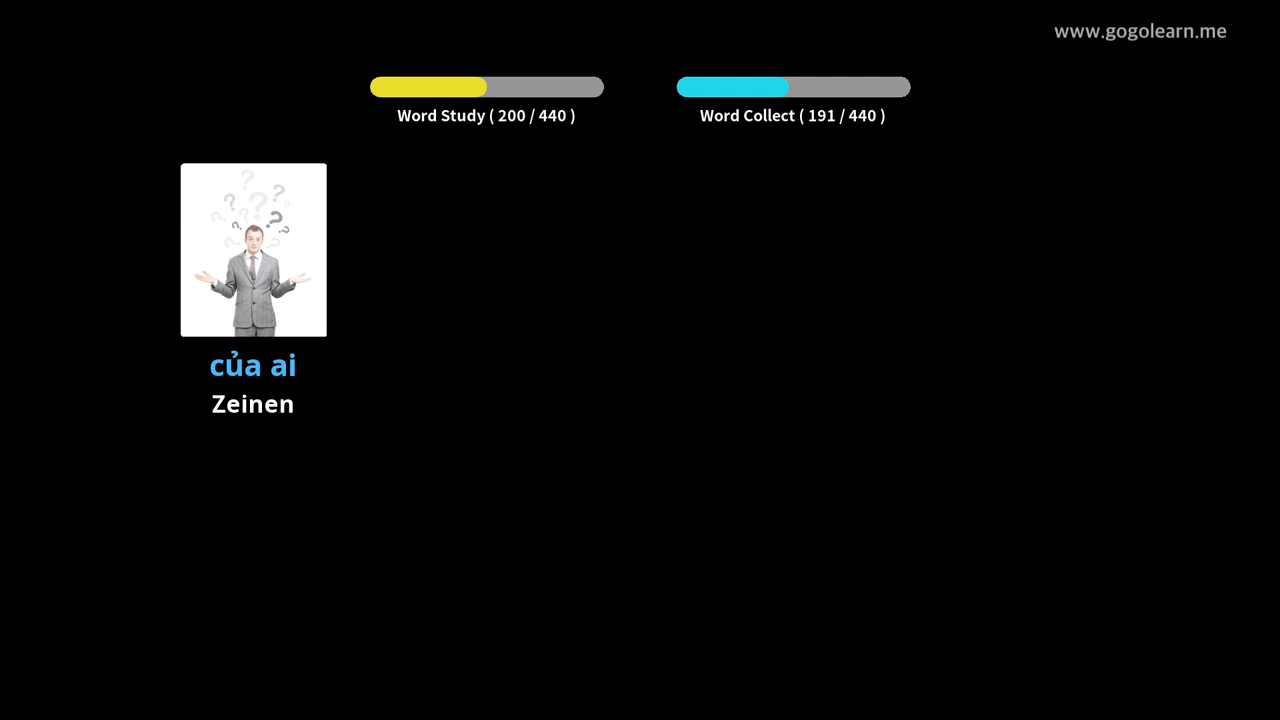 www.gogolearn.me
Word Study ( 200 / 440 )
Word Collect ( 191 / 440 )
của ai
Zeinen